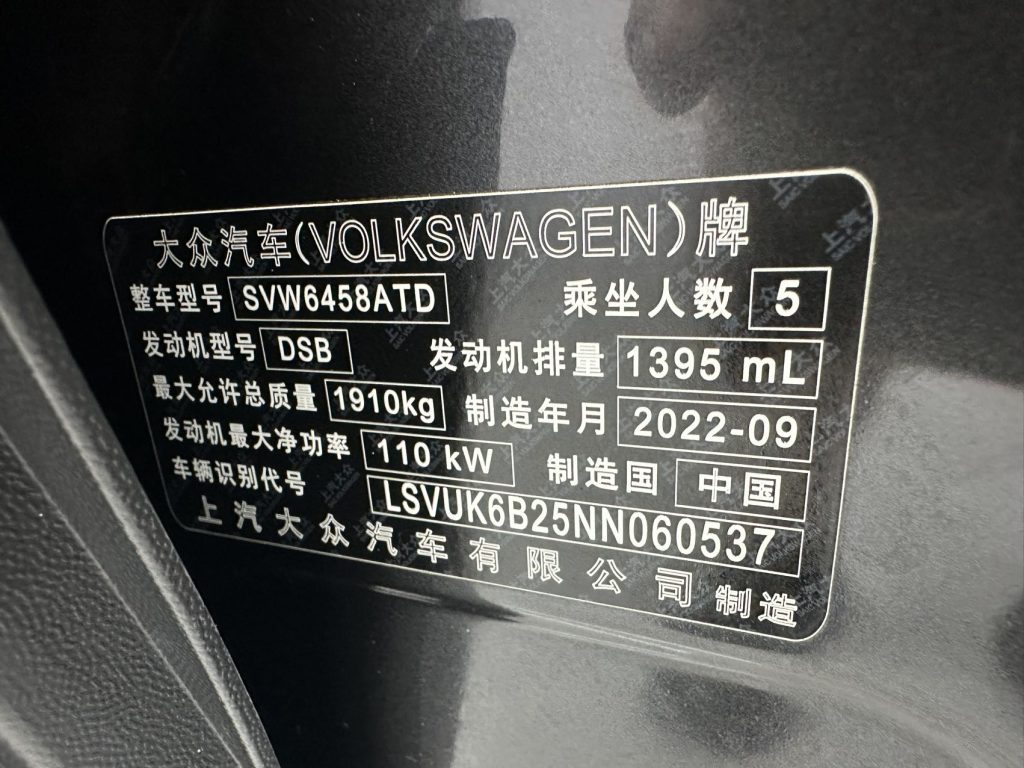 大众汽车(VOLKSWAGEN)牌
整车型号 SVW6458ATD 乘坐人数 5
发动机型号 DSB 发动机排量 1395 mL
最大允许总质量 1910kg 制造年月 2022-09
发动机最大净功率 110 kW 制造国 中国
车辆识别代号 LSVUK6B25NN060537
上汽大众汽车有限公司制造